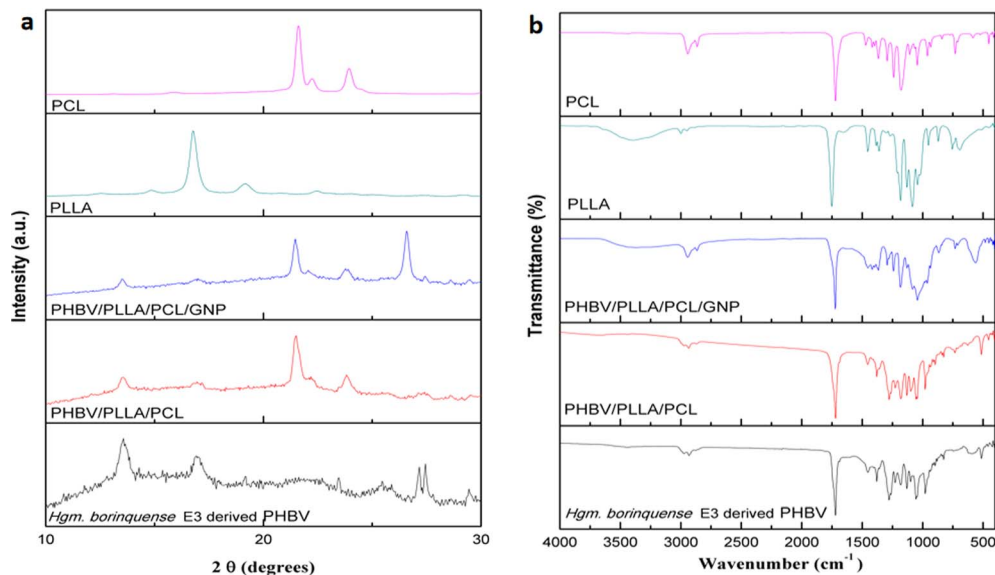 a
Intensity (a.u.)
PCL
PLLA
PHBV/PLLA/PCL/GNP
PHBV/PLLA/PCL
Hgm. borinquense E3 derived PHBV
10 20 30
2 θ (degrees)
b
Transmittance (%)
PCL
PLLA
PHBV/PLLA/PCL/GNP
PHBV/PLLA/PCL
Hgm. borinquense E3 derived PHBV
4000 3500 3000 2500 2000 1500 1000 500
Wavenumber (cm⁻¹)